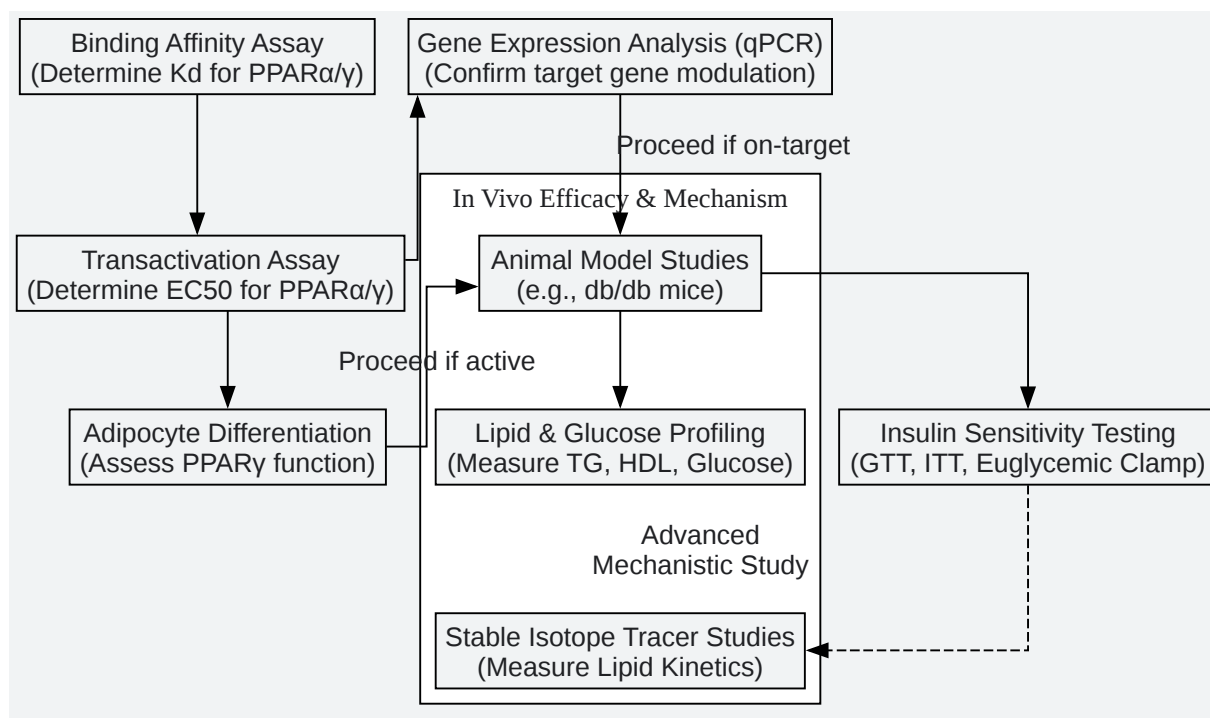 Binding Affinity Assay
(Determine Kd for PPARα/γ)
Gene Expression Analysis (qPCR)
(Confirm target gene modulation)
Proceed if on-target
In Vivo Efficacy & Mechanism
Transactivation Assay
(Determine EC50 for PPARα/γ)
Animal Model Studies
(e.g., db/db mice)
Proceed if active
Adipocyte Differentiation
(Assess PPARγ function)
Lipid & Glucose Profiling
(Measure TG, HDL, Glucose)
Insulin Sensitivity Testing
(GTT, ITT, Euglycemic Clamp)
Advanced
Mechanistic Study
Stable Isotope Tracer Studies
(Measure Lipid Kinetics)